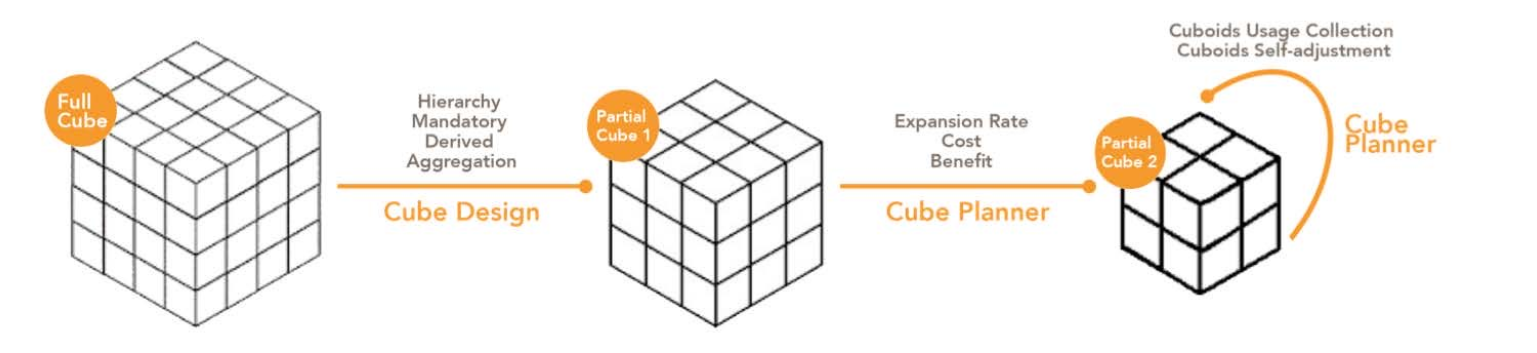 Full
Cube
Hierarchy
Mandatory
Derived
Aggregation
Cube Design
Partial
Cube 1
Expansion Rate
Cost
Benefit
Cube Planner
Partial
Cube 2
Cuboids Usage Collection
Cuboids Self-adjustment
Cube
Planner